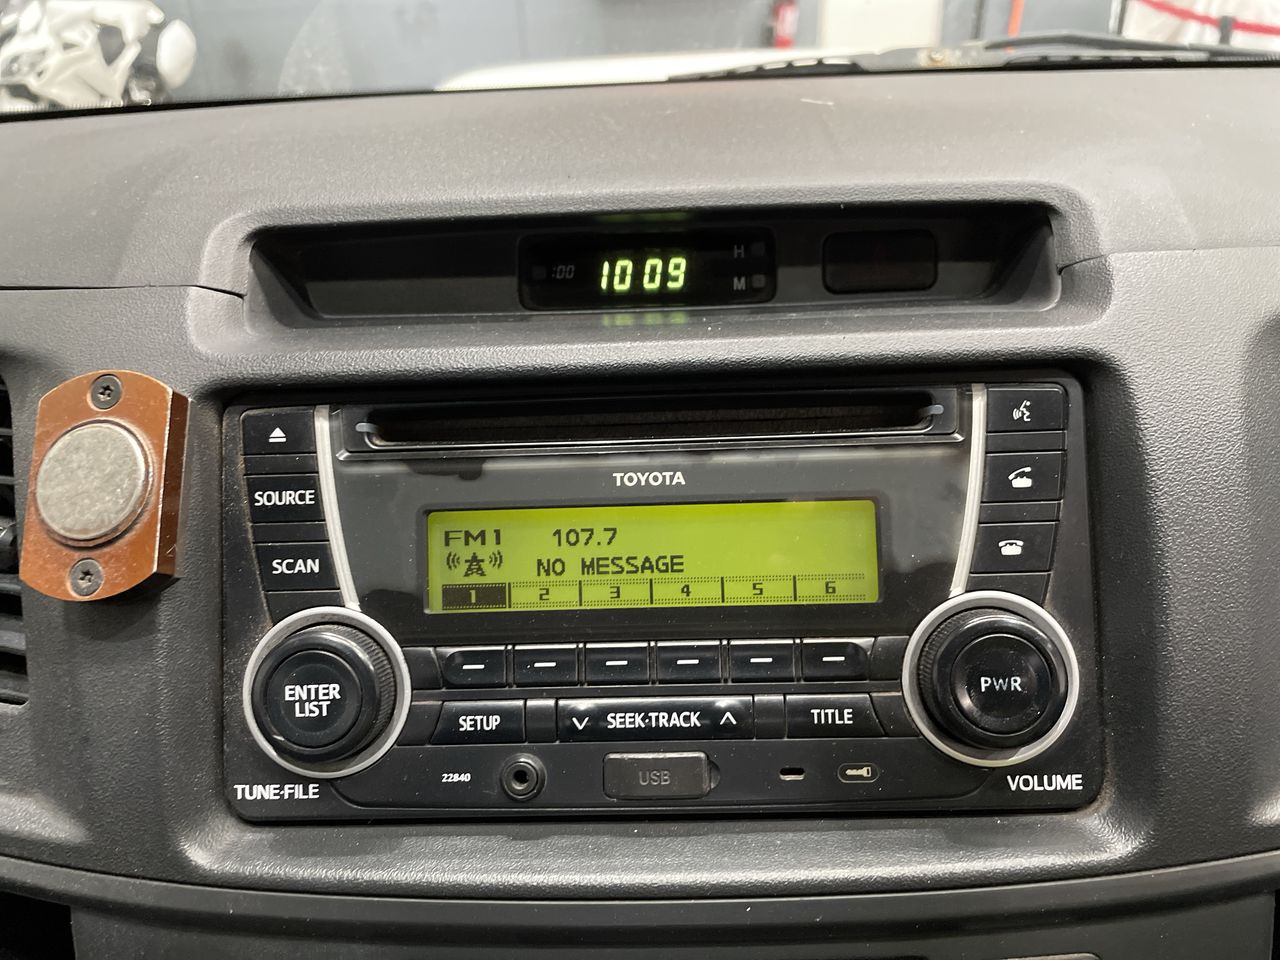 :00 10 09 H
M
TOYOTA
SOURCE
SCAN
FM1 107.7
NO MESSAGE
1 2 3 4 5 6
ENTER
LIST
PWR
SETUP
SEEK·TRACK
TITLE
22840
USB
TUNE·FILE
VOLUME